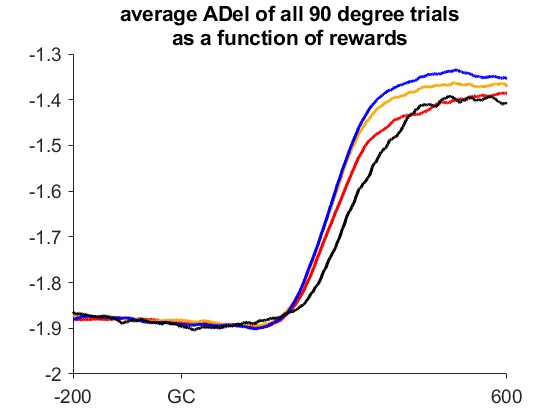 average ADel of all 90 degree trials
as a function of rewards
-1.3
-1.4
-1.5
-1.6
-1.7
-1.8
-1.9
-2
-200 GC 600